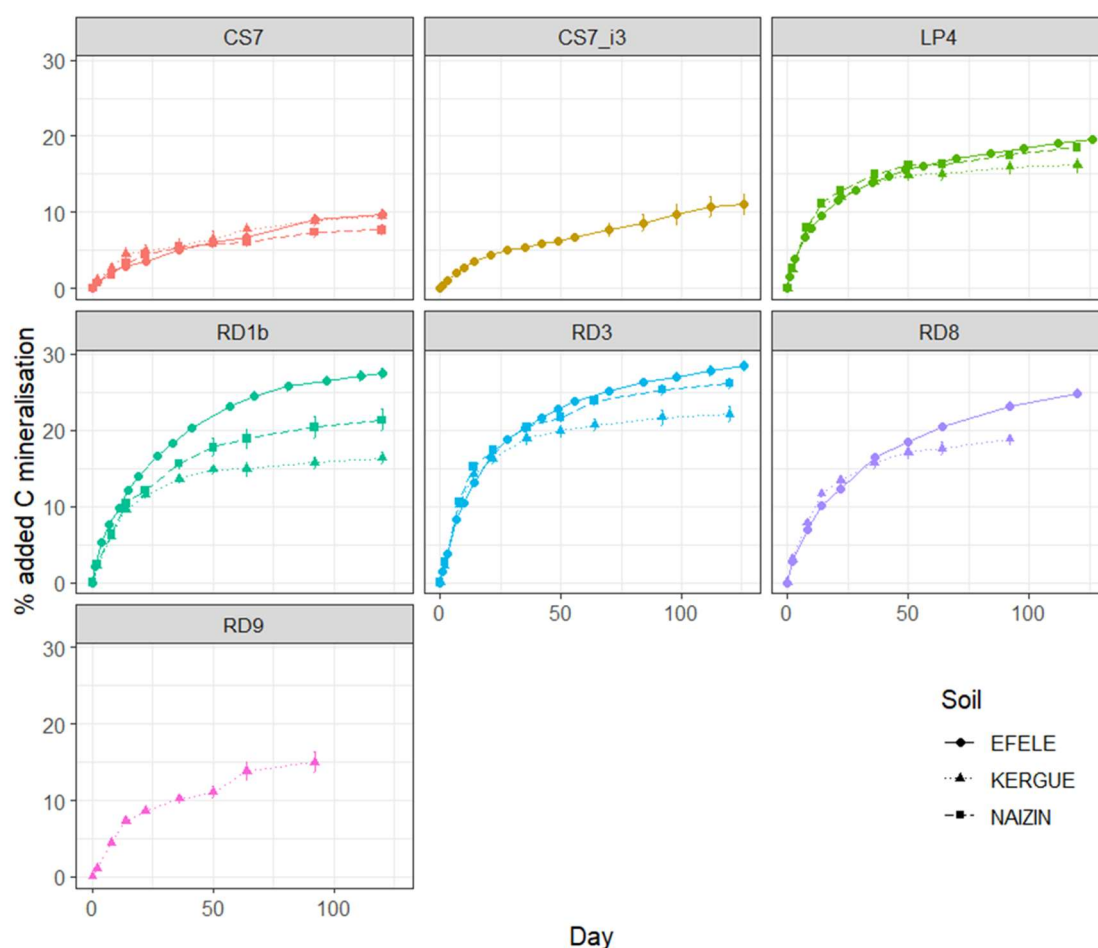 CS7
CS7_i3
LP4
30
20
10
0
RD1b
RD3
RD8
30
20
10
0
0
50
100
0
50
100
RD9
30
20
10
0
0
50
100
% added C mineralisation
Day
Soil
EFELE
KERGUE
NAIZIN